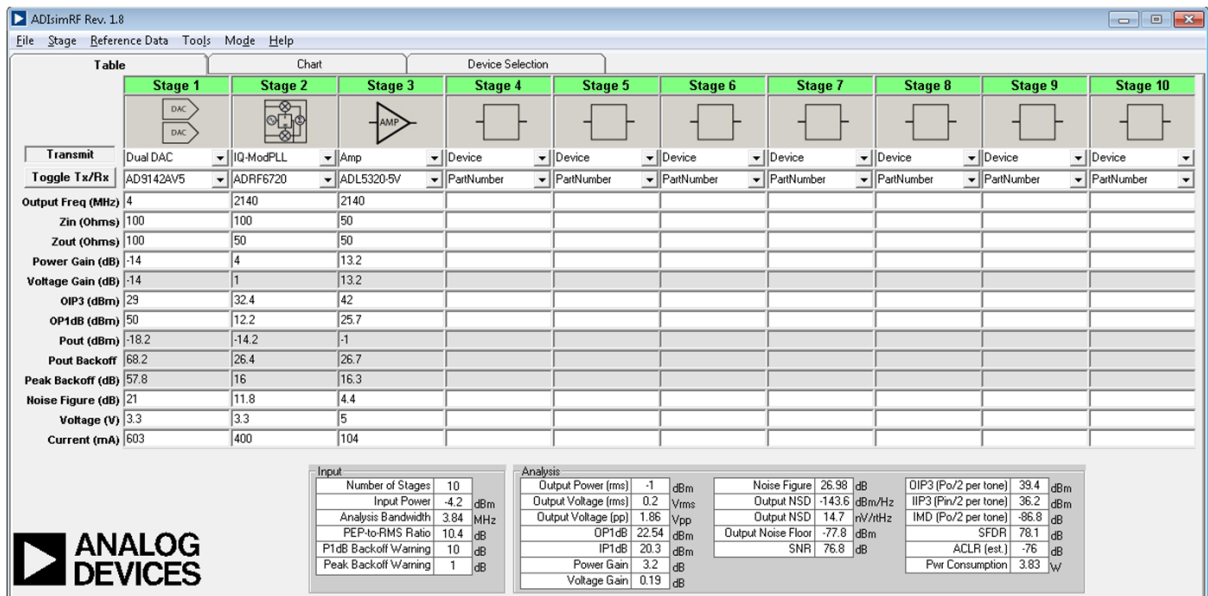 ADIsimRF Rev. 1.8
File Stage Reference Data Tools Mode Help
Table Chart Device Selection
Stage 1 Stage 2 Stage 3 Stage 4 Stage 5 Stage 6 Stage 7 Stage 8 Stage 9 Stage 10
DAC
DAC
AMP
Transmit Dual DAC IQ-ModPLL Amp Device Device Device Device Device Device Device
Toggle Tx/Rx AD9142AV5 ADRF6720 ADL5320-5V PartNumber PartNumber PartNumber PartNumber PartNumber PartNumber PartNumber
Output Freq (MHz) 4 2140 2140
Zin (Ohms) 100 100 50
Zout (Ohms) 100 50 50
Power Gain (dB) -14 4 13.2
Voltage Gain (dB) -14 1 13.2
OIP3 (dBm) 29 32.4 42
OP1dB (dBm) 50 12.2 25.7
Pout (dBm) -18.2 -14.2 -1
Pout Backoff 68.2 26.4 26.7
Peak Backoff (dB) 57.8 16 16.3
Noise Figure (dB) 21 11.8 4.4
Voltage (V) 3.3 3.3 5
Current (mA) 603 400 104
Input Analysis
Number of Stages 10 Output Power (rms) -1 dBm Noise Figure 26.98 dB OIP3 (Po/2 per tone) 39.4 dBm
Input Power -4.2 dBm Output Voltage (rms) 0.2 Vrms Output NSD -143.6 dBm/Hz IIP3 (Pin/2 per tone) 36.2 dBm
Analysis Bandwidth 3.84 MHz Output Voltage (pp) 1.86 Vpp Output NSD 14.7 nV/rtHz IMD (Po/2 per tone) -86.8 dB
PEP-to-RMS Ratio 10.4 dB OP1dB 22.54 dBm Output Noise Floor -77.8 dBm SFDR 78.1 dB
P1dB Backoff Warning 10 dB IP1dB 20.3 dBm SNR 76.8 dB ACLR (est.) -76 dB
Peak Backoff Warning 1 dB Power Gain 3.2 dB Pwr Consumption 3.83 W
Voltage Gain 0.19 dB
ANALOG
DEVICES